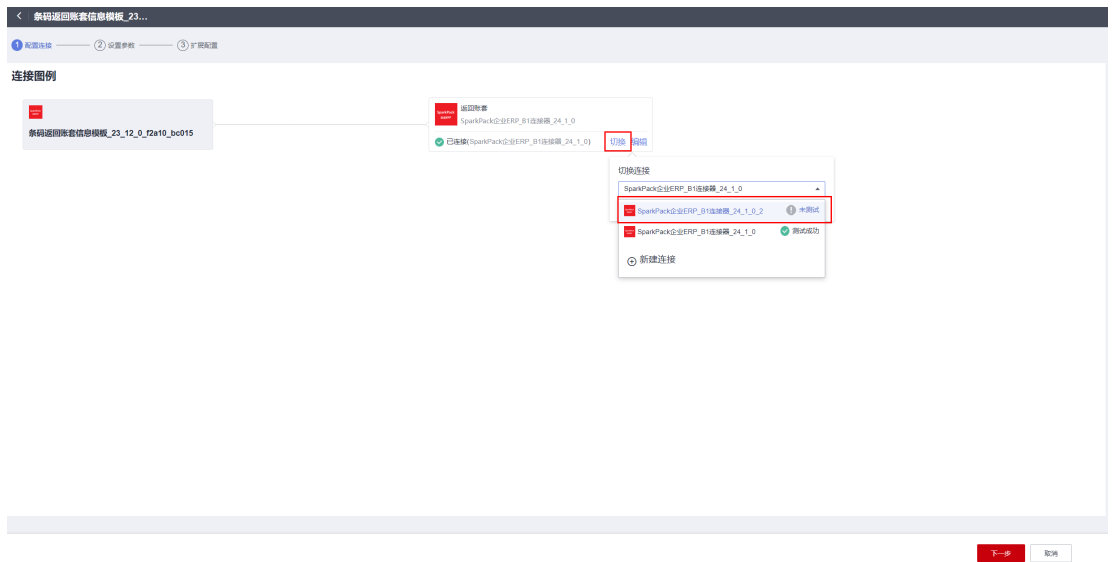 条码返回账套信息模板_23...
1 配置连接 2 设置参数 3 扩展配置
连接图例
条码返回账套信息模板_23_12_0_f2a10_bc015
返回账套
SparkPack企业ERP_B1连接器_24_1_0
已连接(SparkPack企业ERP_B1连接器_24_1_0) 切换 编辑
切换连接
SparkPack企业ERP_B1连接器_24_1_0
SparkPack企业ERP_B1连接器_24_1_0_2 未测试
SparkPack企业ERP_B1连接器_24_1_0 测试成功
新建连接
下一步 取消